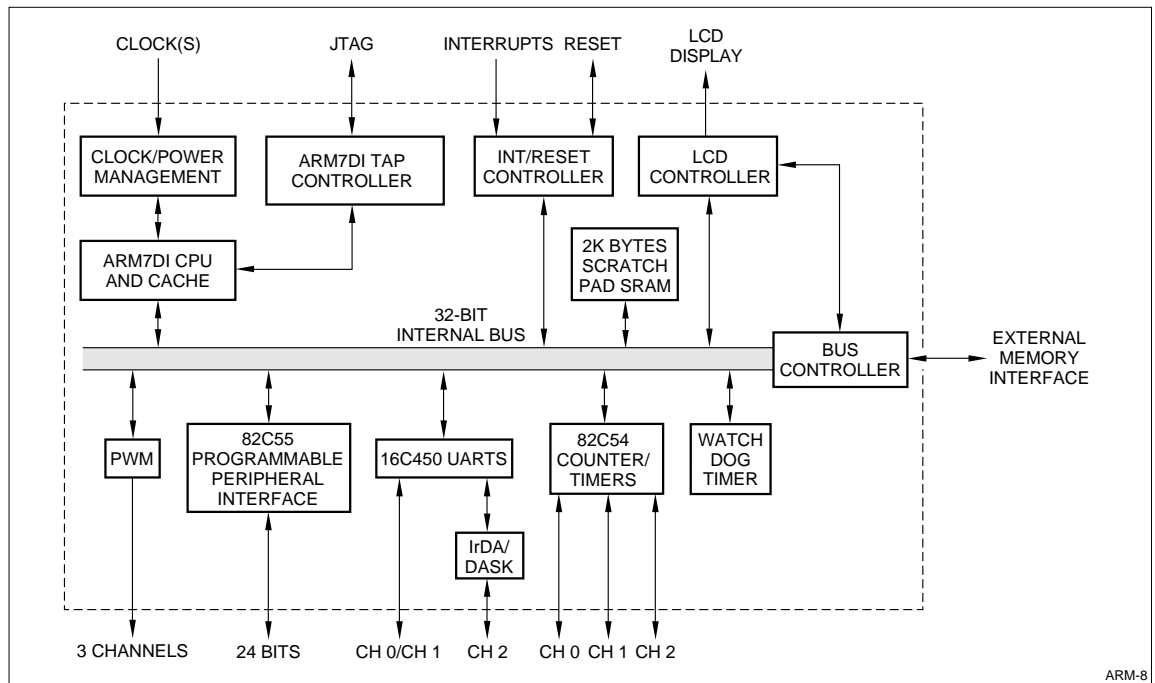 CLOCK(S)
JTAG
INTERRUPTS
RESET
LCD
DISPLAY
CLOCK/POWER
MANAGEMENT
ARM7DI TAP
CONTROLLER
INT/RESET
CONTROLLER
LCD
CONTROLLER
ARM7DI CPU
AND CACHE
2K BYTES
SCRATCH
PAD SRAM
32-BIT
INTERNAL BUS
BUS
CONTROLLER
EXTERNAL
MEMORY
INTERFACE
PWM
82C55
PROGRAMMABLE
PERIPHERAL
INTERFACE
16C450 UARTS
82C54
COUNTER/
TIMERS
WATCH
DOG
TIMER
IrDA/
DASK
3 CHANNELS
24 BITS
CH 0/CH 1
CH 2
CH 0
CH 1
CH 2
ARM-8